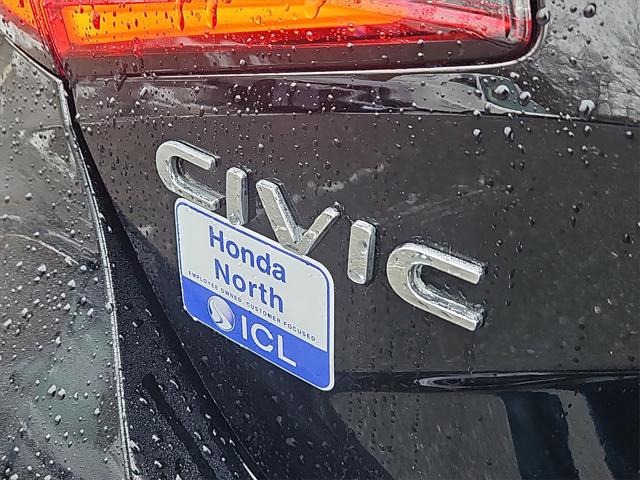 CIVIC
Honda
North
EMPLOYEE OWNED. CUSTOMER FOCUSED
ICL